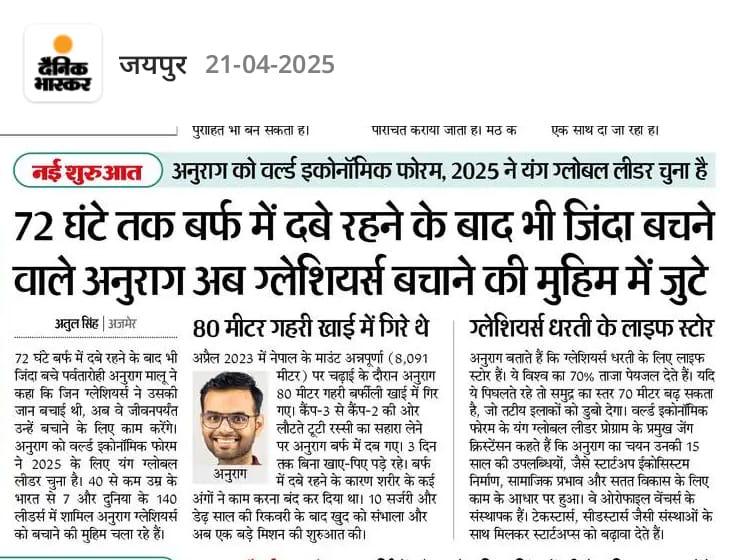 दैनिक
भास्कर
जयपुर 21-04-2025
पुरोहित भी बन सकता है।
परिचित कराया जाता है। मठ के
एक साथ दी जा रही है।
नई शुरुआत
अनुराग को वर्ल्ड इकोनॉमिक फोरम, 2025 ने यंग ग्लोबल लीडर चुना है
72 घंटे तक बर्फ में दबे रहने के बाद भी जिंदा बचने
वाले अनुराग अब ग्लेशियर्स बचाने की मुहिम में जुटे
अतुल सिंह | अजमेर
72 घंटे बर्फ में दबे रहने के बाद भी
जिंदा बचे पर्वतारोही अनुराग मालू ने
कहा कि जिन ग्लेशियर्स ने उसकी
जान बचाई थी, अब वे जीवनपर्यंत
उन्हें बचाने के लिए काम करेंगे।
अनुराग को वर्ल्ड इकोनॉमिक फोरम
ने 2025 के लिए यंग ग्लोबल
लीडर चुना है। 40 से कम उम्र के
भारत से 7 और दुनिया के 140
लीडर्स में शामिल अनुराग ग्लेशियर्स
को बचाने की मुहिम चला रहे हैं।
80 मीटर गहरी खाई में गिरे थे
अप्रैल 2023 में नेपाल के माउंट अन्नपूर्णा (8,091
मीटर) पर चढ़ाई के दौरान अनुराग
80 मीटर गहरी बर्फीली खाई में गिर
गए। कैंप-3 से कैंप-2 की ओर
लौटते टूटी रस्सी का सहारा लेने
पर अनुराग बर्फ में दब गए। 3 दिन
तक बिना खाए-पिए पड़े रहे। बर्फ
में दबे रहने के कारण शरीर के कई
अंगों ने काम करना बंद कर दिया था। 10 सर्जरी और
डेढ़ साल की रिकवरी के बाद खुद को संभाला और
अब एक बड़े मिशन की शुरुआत की।
अनुराग
ग्लेशियर्स धरती के लाइफ स्टोर
अनुराग बताते हैं कि ग्लेशियर्स धरती के लिए लाइफ
स्टोर हैं। ये विश्व का 70% ताजा पेयजल देते हैं। यदि
ये पिघलते रहे तो समुद्र का स्तर 70 मीटर बढ़ सकता
है, जो तटीय इलाकों को डुबो देगा। वर्ल्ड इकोनॉमिक
फोरम के यंग ग्लोबल लीडर प्रोग्राम के प्रमुख जेंग
क्रिस्टेंसन कहते हैं कि अनुराग का चयन उनकी 15
साल की उपलब्धियों, जैसे स्टार्टअप ईकोसिस्टम
निर्माण, सामाजिक प्रभाव और सतत विकास के लिए
काम के आधार पर हुआ। वे ओरोफाइल वेंचर्स के
संस्थापक हैं। टेकस्टार्स, सीडस्टार्स जैसी संस्थाओं के
साथ मिलकर स्टार्टअप्स को बढ़ावा देते हैं।